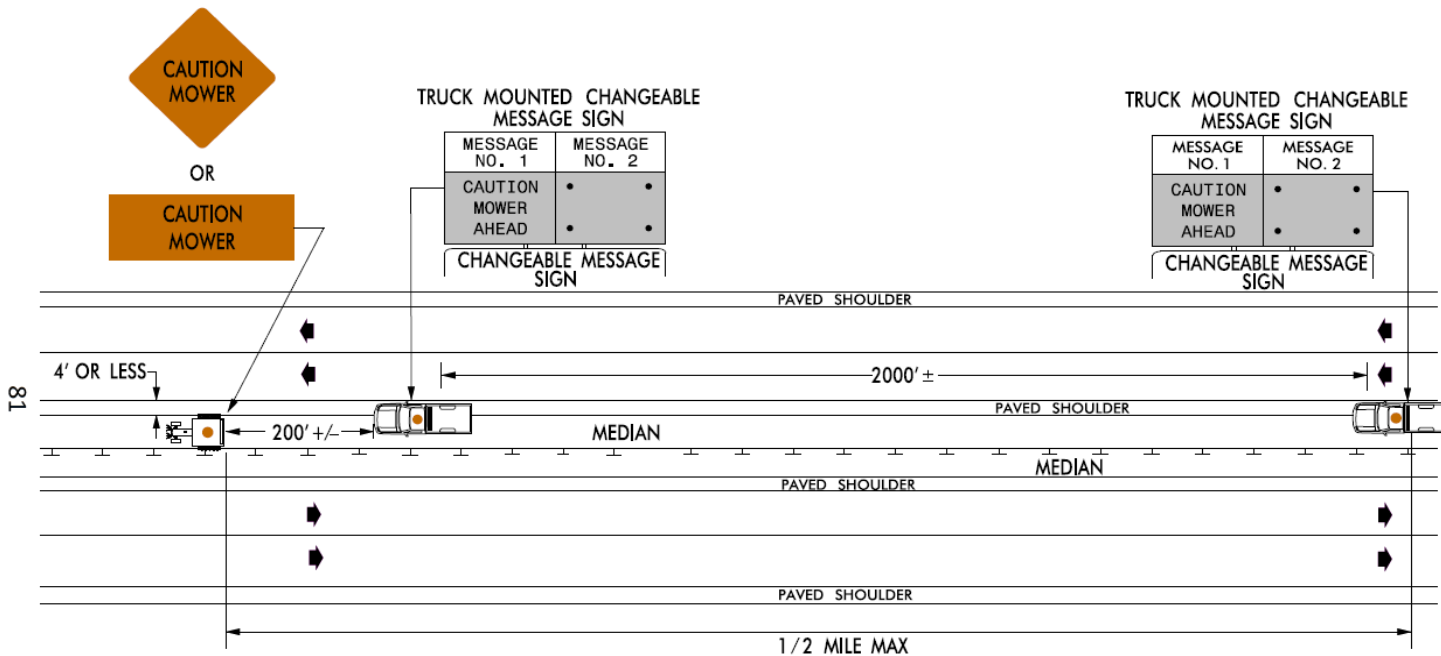 CAUTION
MOWER
OR
CAUTION
MOWER
TRUCK MOUNTED CHANGEABLE
MESSAGE SIGN
MESSAGE
NO. 1
MESSAGE
NO. 2
CAUTION
MOWER
AHEAD
CHANGEABLE MESSAGE
SIGN
TRUCK MOUNTED CHANGEABLE
MESSAGE SIGN
MESSAGE
NO. 1
MESSAGE
NO. 2
CAUTION
MOWER
AHEAD
CHANGEABLE MESSAGE
SIGN
PAVED SHOULDER
4' OR LESS
2000' ±
PAVED SHOULDER
200' +/-
MEDIAN
MEDIAN
PAVED SHOULDER
PAVED SHOULDER
1/2 MILE MAX
81